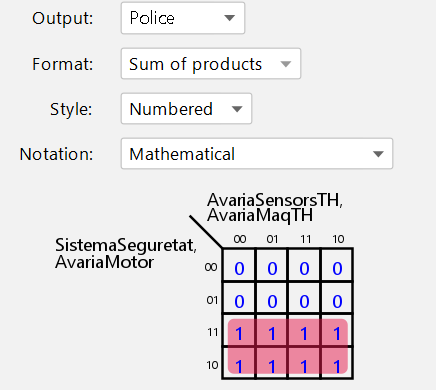 Output: Police
Format: Sum of products
Style: Numbered
Notation: Mathematical
AvariaSensorsTH,
AvariaMaqTH
SistemaSeguretat,
AvariaMotor
00 01 11 10
00 0 0 0 0
01 0 0 0 0
11 1 1 1 1
10 1 1 1 1